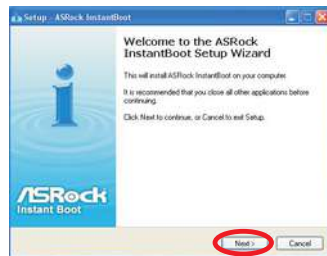 Setup - ASRock InstantBoot
Welcome to the ASRock
InstantBoot Setup Wizard
This will install ASRock InstantBoot on your computer.
It is recommended that you close all other applications before
continuing.
Click Next to continue, or Cancel to exit Setup.
ASRock
Instant Boot
Next >
Cancel